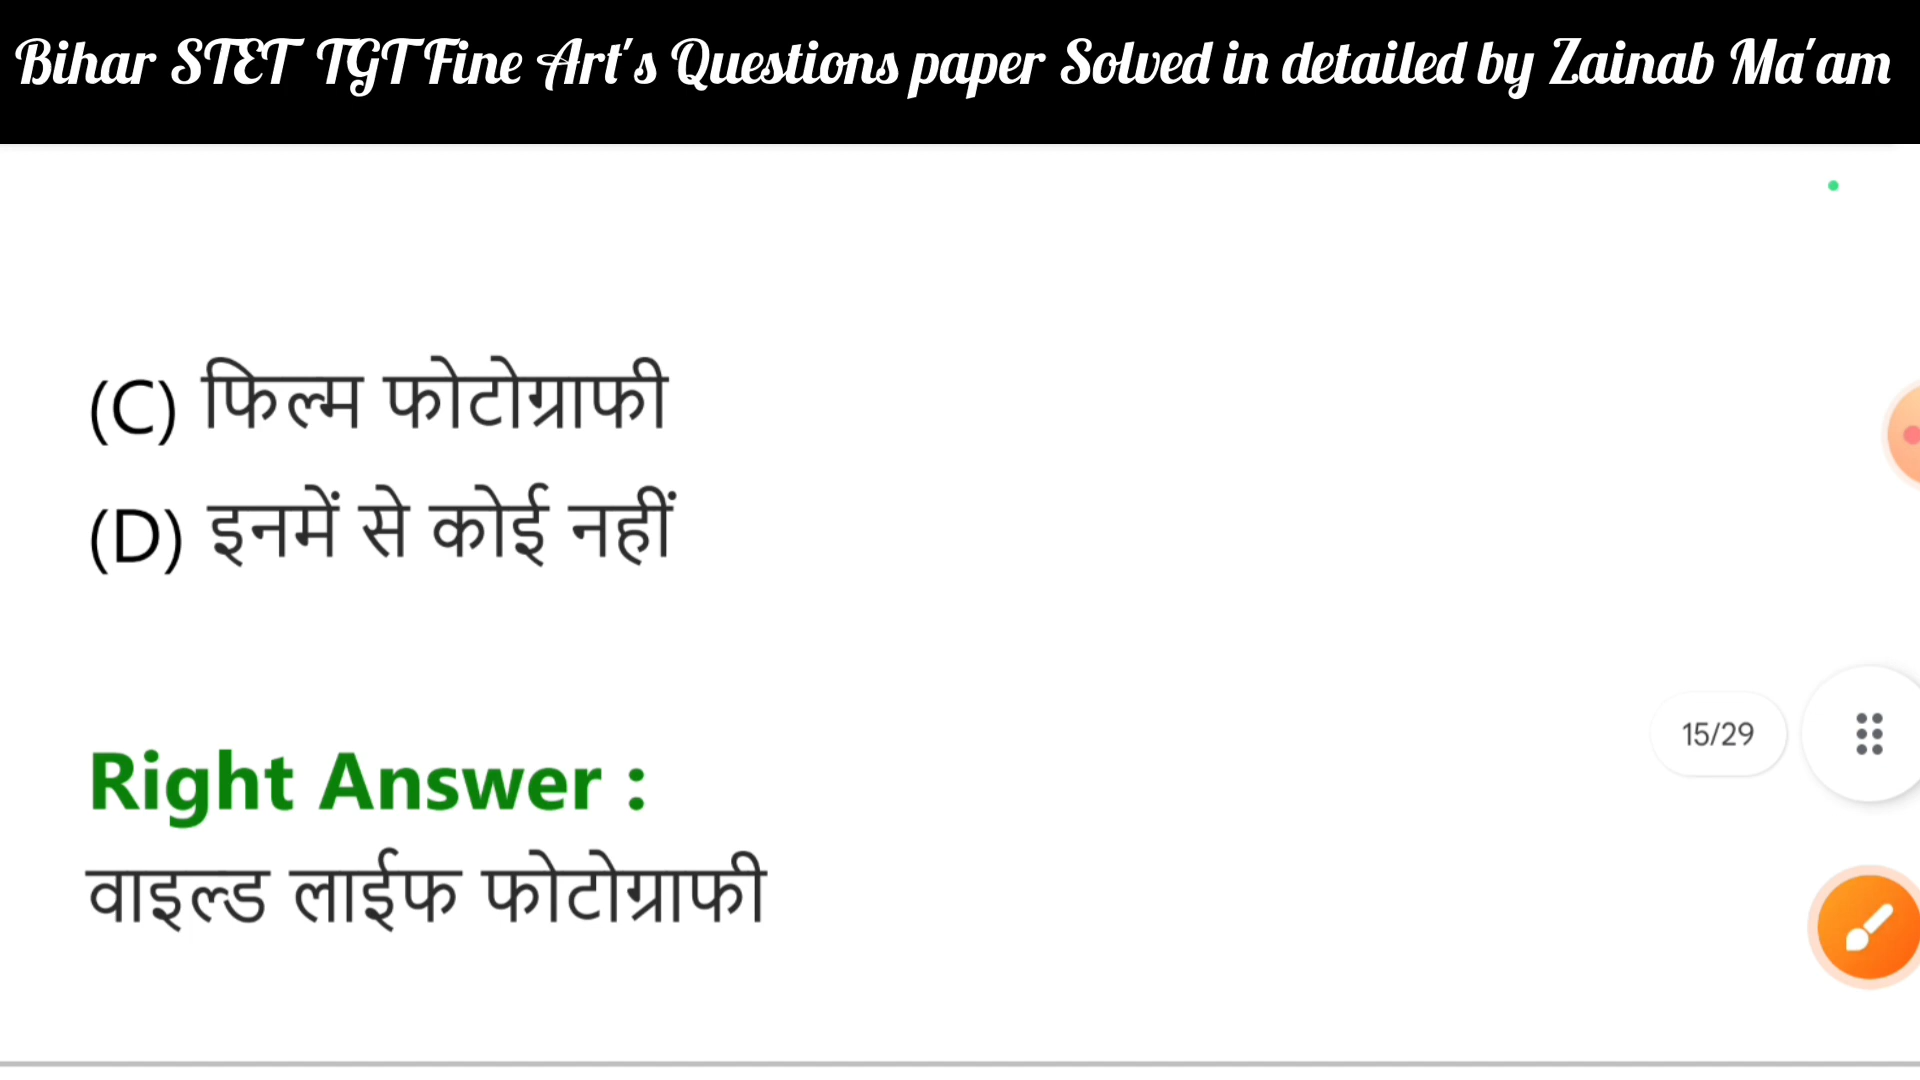 Bihar STET TGT Fine Art's Questions paper Solved in detailed by Zainab Ma'am
(C) फिल्म फोटोग्राफी
(D) इनमें से कोई नहीं
15/29
Right Answer :
वाइल्ड लाईफ फोटोग्राफी